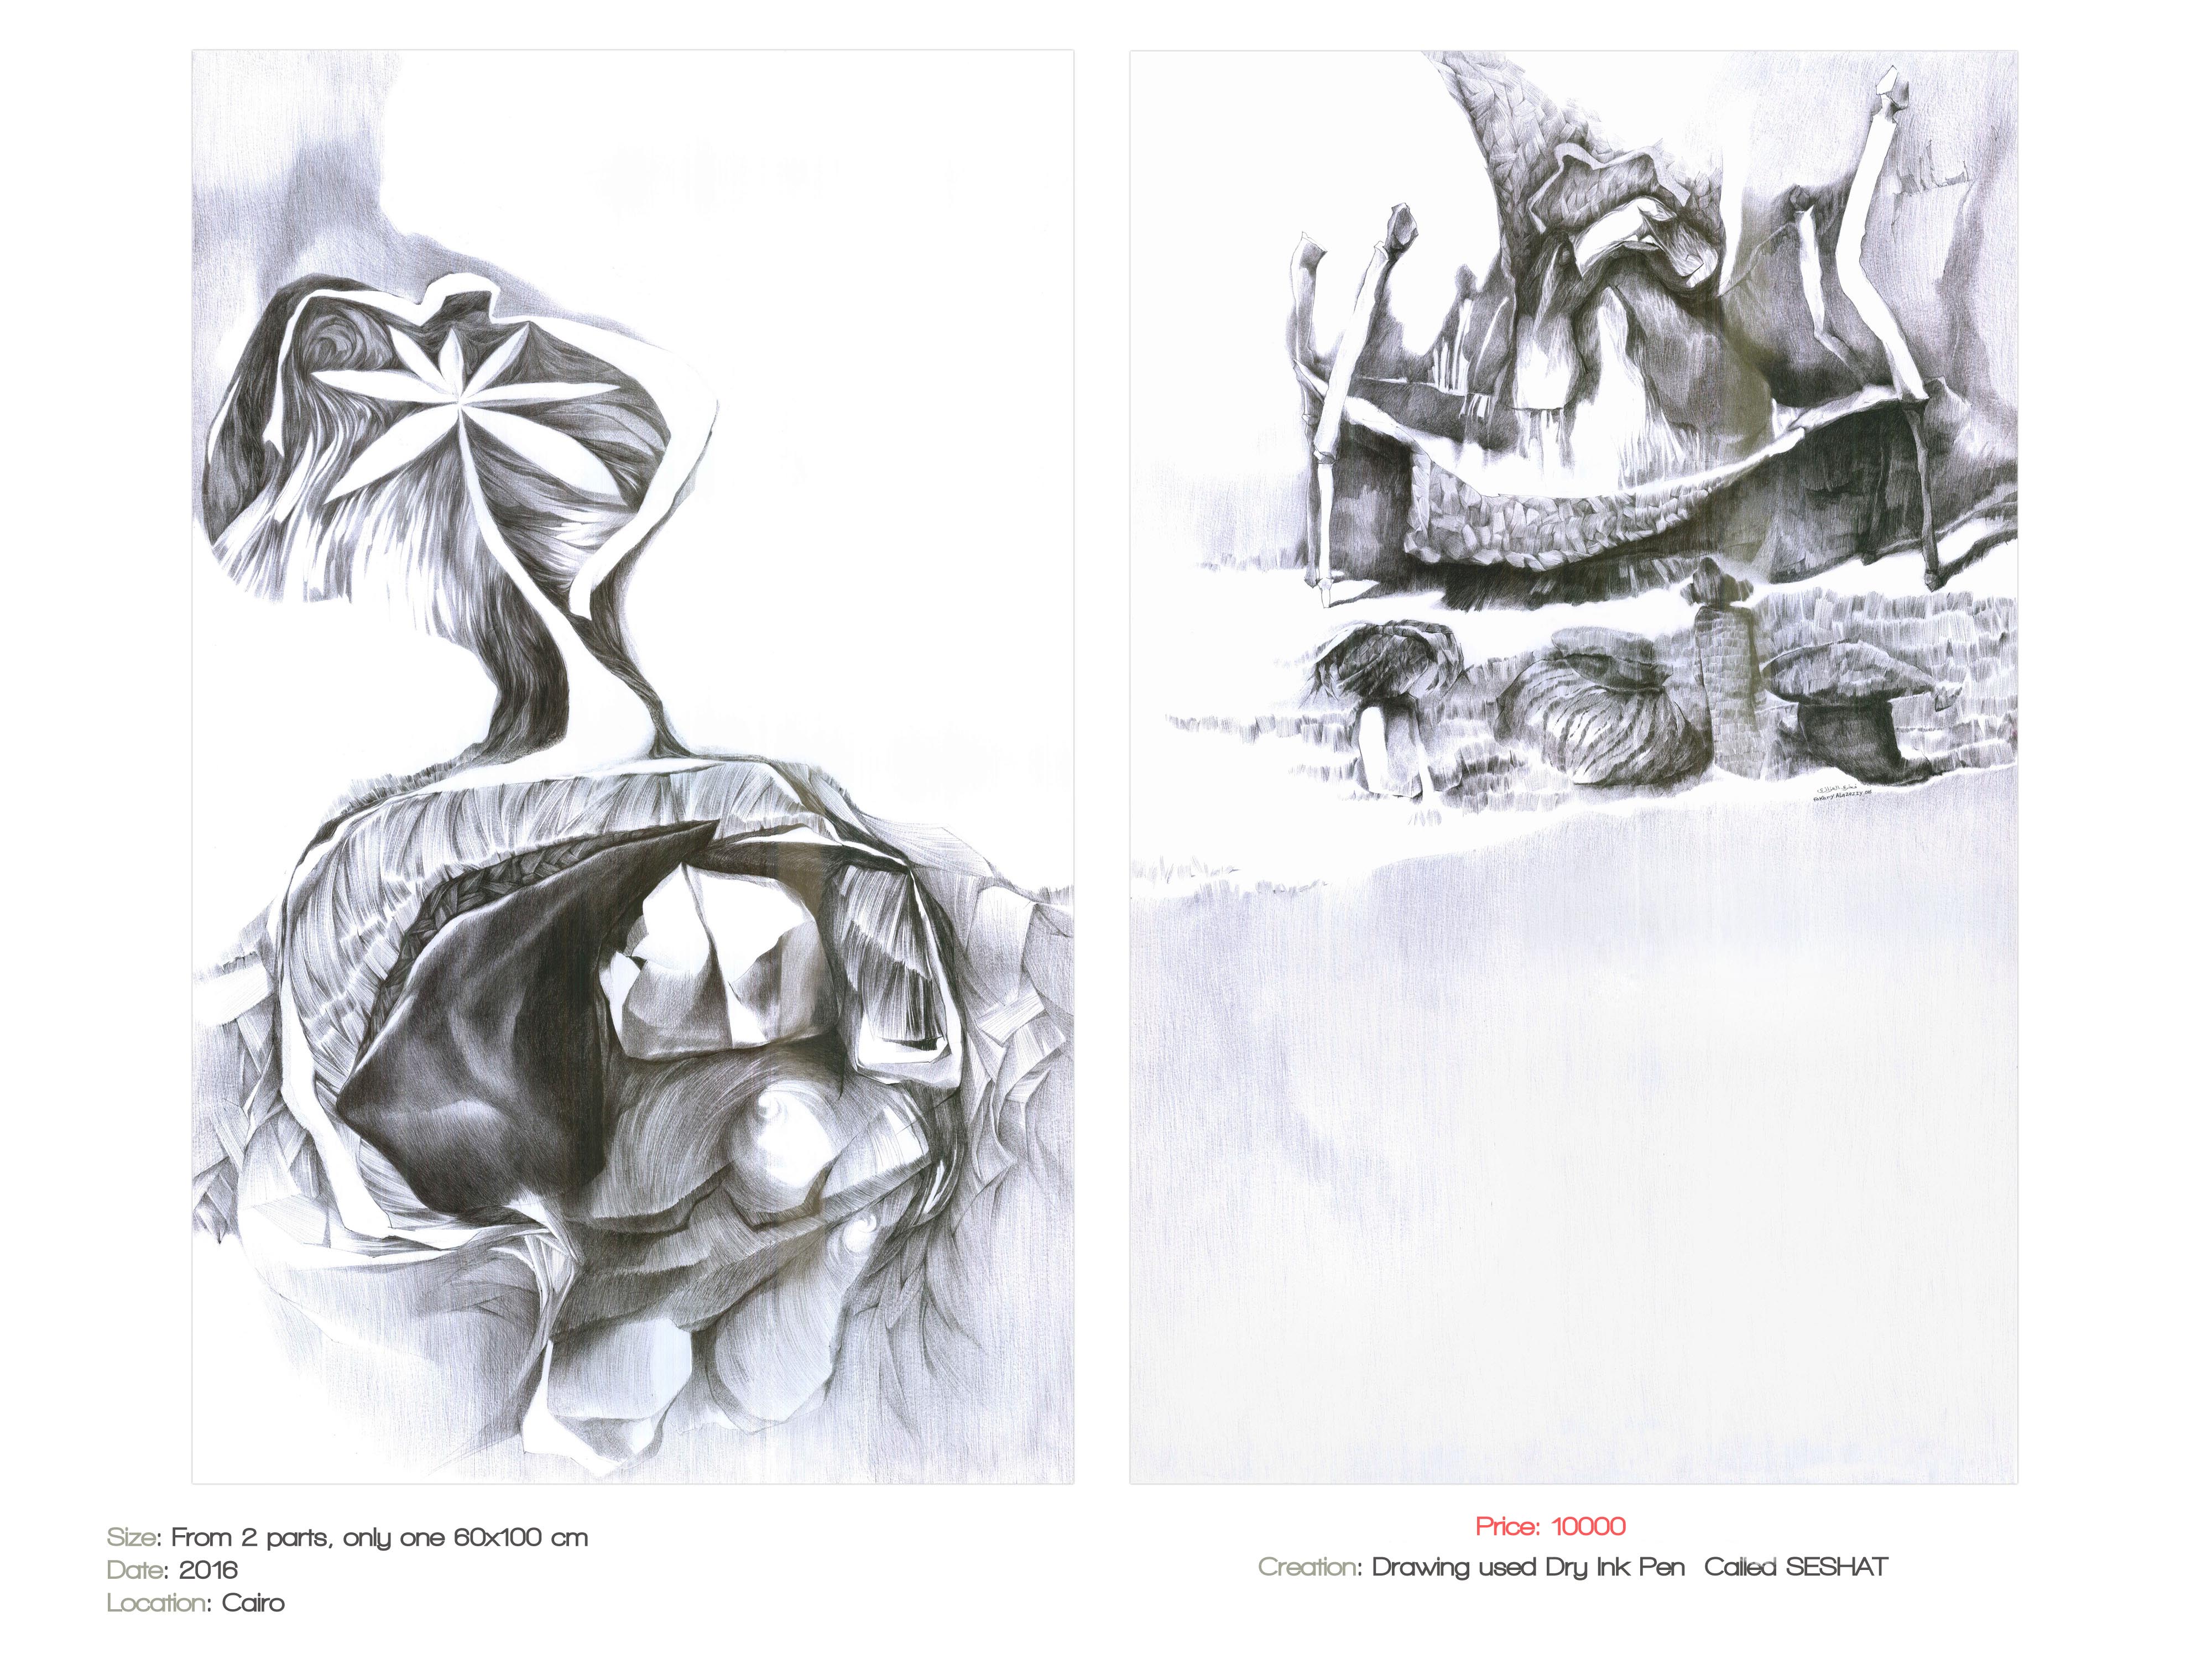 Size: From 2 parts, only one 60x100 cm
Date: 2016
Location: Cairo
Price: 10000
Creation: Drawing used Dry Ink Pen  Called SESHAT